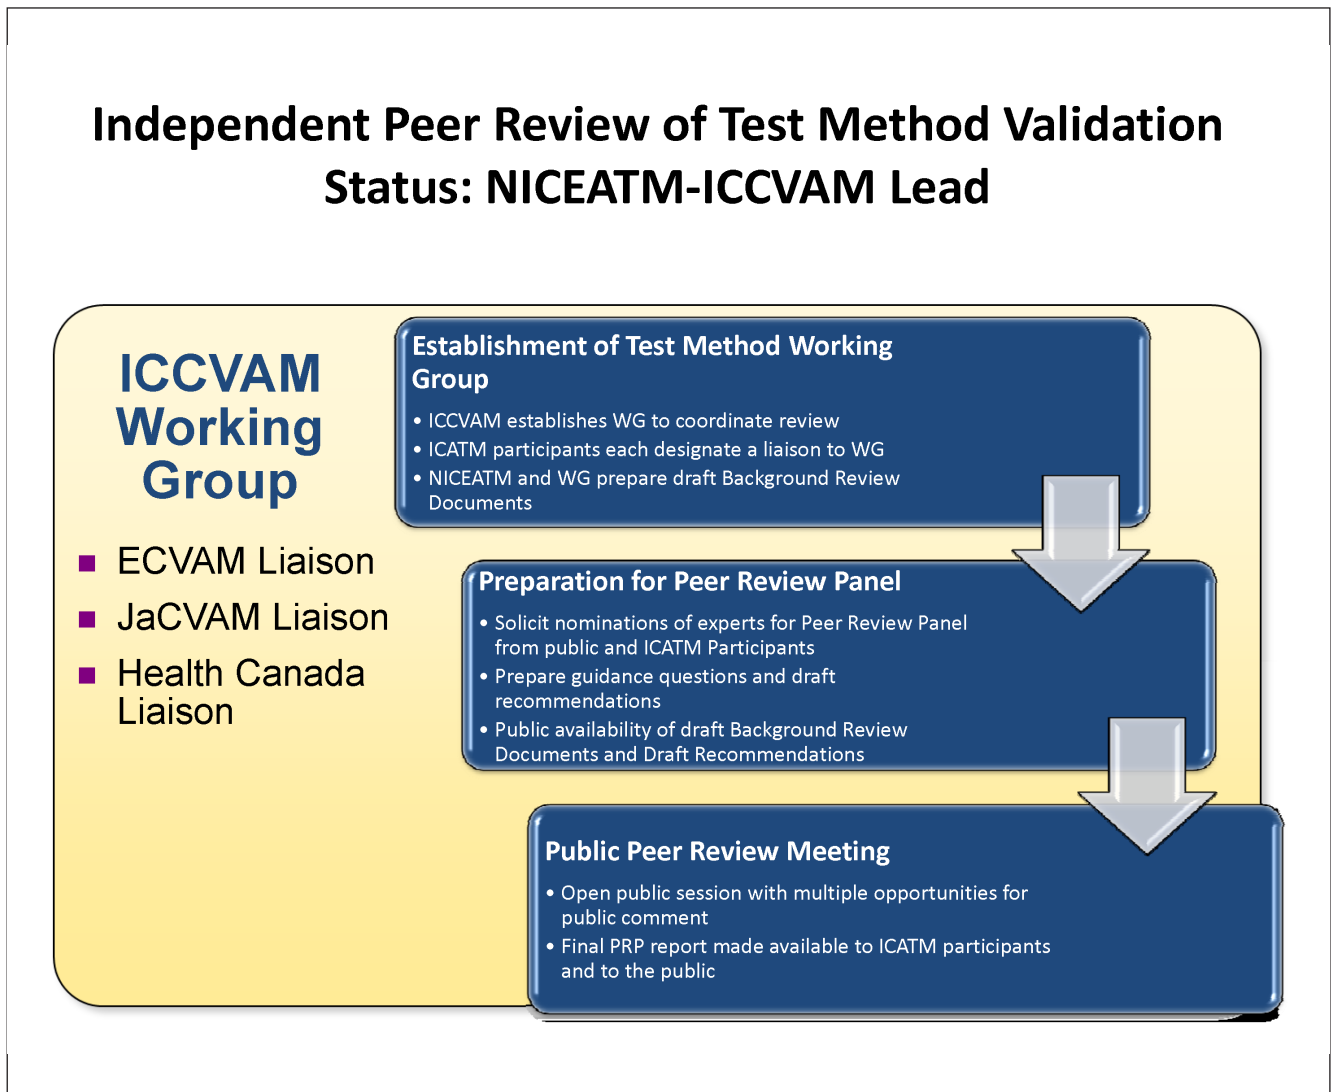 Independent Peer Review of Test Method Validation
Status: NICEATM-ICCVAM Lead
ICCVAM
Working
Group
■ ECVAM Liaison
■ JaCVAM Liaison
■ Health Canada
Liaison
Establishment of Test Method Working
Group
• ICCVAM establishes WG to coordinate review
• ICATM participants each designate a liaison to WG
• NICEATM and WG prepare draft Background Review
Documents
Preparation for Peer Review Panel
• Solicit nominations of experts for Peer Review Panel
from public and ICATM Participants
• Prepare guidance questions and draft
recommendations
• Public availability of draft Background Review
Documents and Draft Recommendations
Public Peer Review Meeting
• Open public session with multiple opportunities for
public comment
• Final PRP report made available to ICATM participants
and to the public